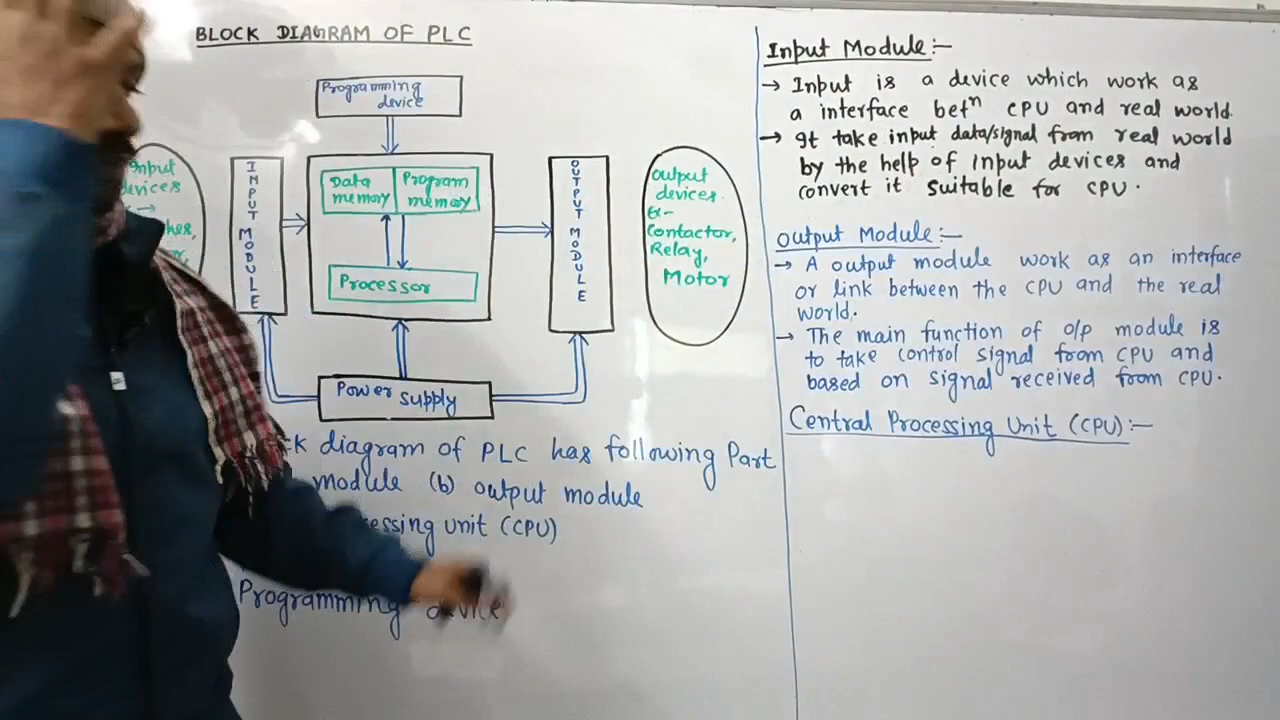 BLOCK DIAGRAM OF PLC
Programming
device
Input
devices
INPUT MODULE
Data
memory
Program
memory
Processor
OUTPUT MODULE
Output
devices
Ex-
Contactor,
Relay,
Motor
Power supply
diagram of PLC has following Part
module (b) output module
unit (CPU)
Programming device
Input Module:-
→ Input is a device which work as
a interface betⁿ CPU and real world.
→ It take input data/signal from real world
by the help of input devices and
convert it suitable for CPU.
Output Module:-
→ A output module work as an interface
or link between the CPU and the real
world.
→ The main function of o/p module is
to take control signal from CPU and
based on signal received from CPU.
Central Processing Unit (CPU):-